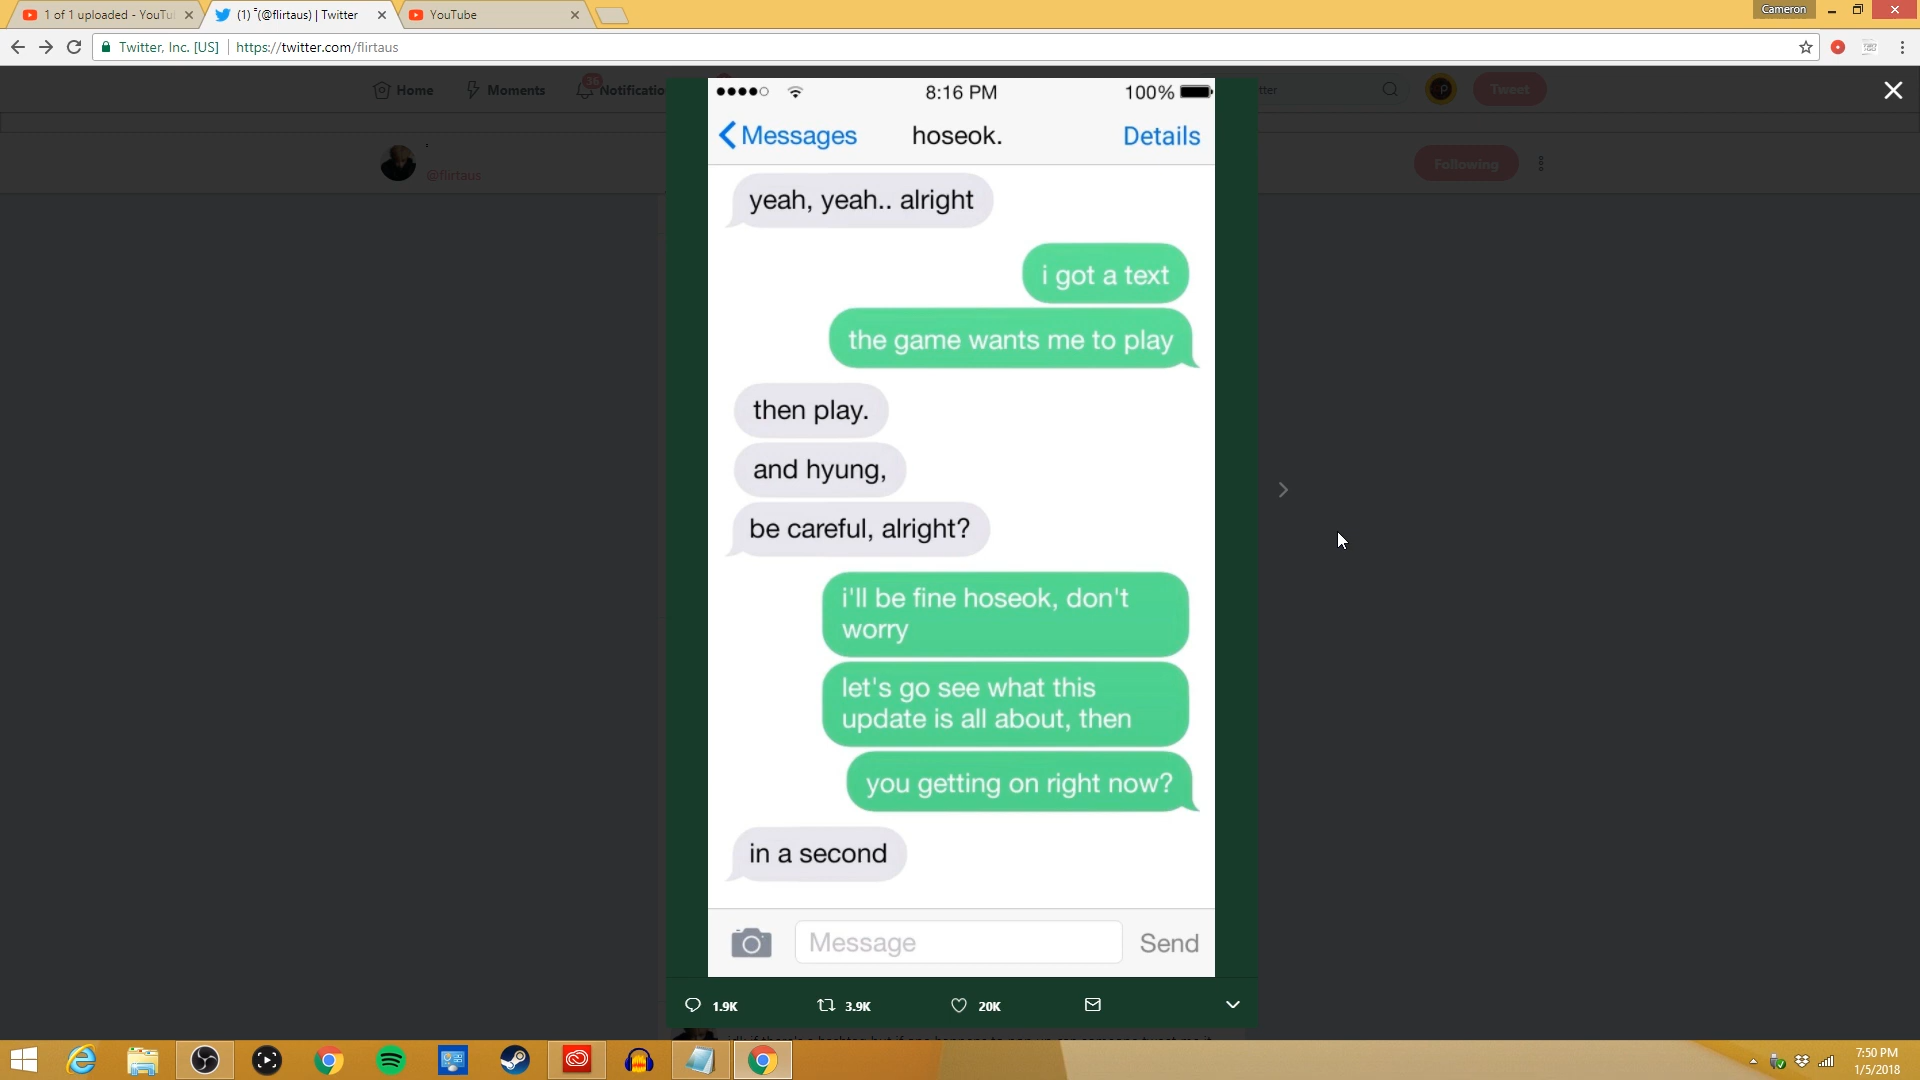 1 of 1 uploaded - YouTu
(1) (@flirtaus) | Twitter
YouTube
Cameron
Twitter, Inc. [US]
https://twitter.com/flirtaus
Home
Moments
36
Notificatio
tter
Tweet
@flirtaus
Following
8:16 PM
100%
Messages
hoseok.
Details
yeah, yeah.. alright
i got a text
the game wants me to play
then play.
and hyung,
be careful, alright?
i'll be fine hoseok, don't
worry
let's go see what this
update is all about, then
you getting on right now?
in a second
Message
Send
1.9K
3.9K
20K
7:50 PM
1/5/2018